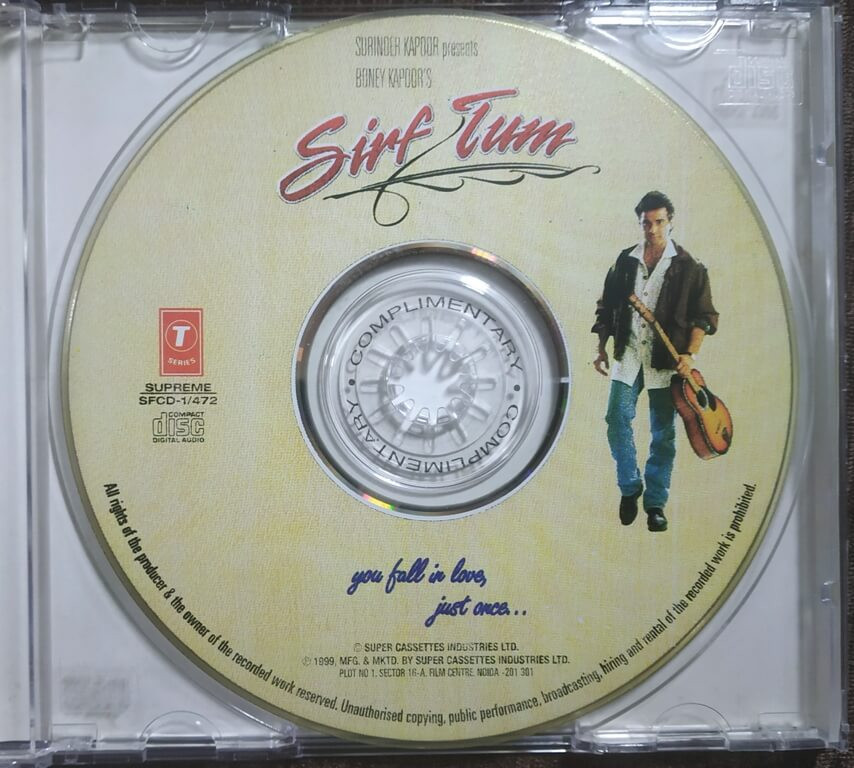 SURINDER KAPOOR presents
BONEY KAPOOR'S
Sirf Tum
COMPLIMENTARY • COMPLIMENTARY •
T
SERIES
SUPREME
SFCD-1/472
COMPACT
disc
DIGITAL AUDIO
you fall in love,
just once...
© SUPER CASSETTES INDUSTRIES LTD.
℗ 1999, MFG. & MKTD. BY SUPER CASSETTES INDUSTRIES LTD.
PLOT NO 1, SECTOR 16-A, FILM CENTRE, NOIDA -201 301
All rights of the producer & the owner of the recorded work reserved. Unauthorised copying, public performance, broadcasting, hiring and rental of the recorded work is prohibited.
disc